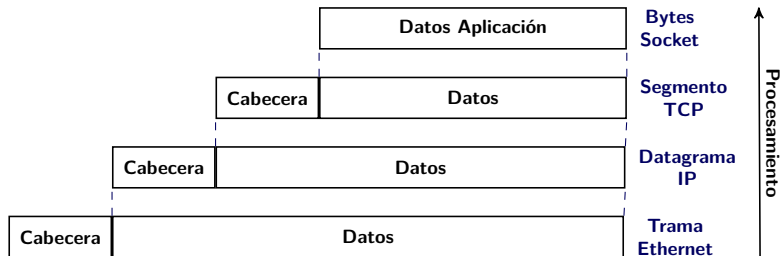 Datos Aplicación
Bytes
Socket
Cabecera
Datos
Segmento
TCP
Cabecera
Datos
Datagrama
IP
Cabecera
Datos
Trama
Ethernet
Procesamiento